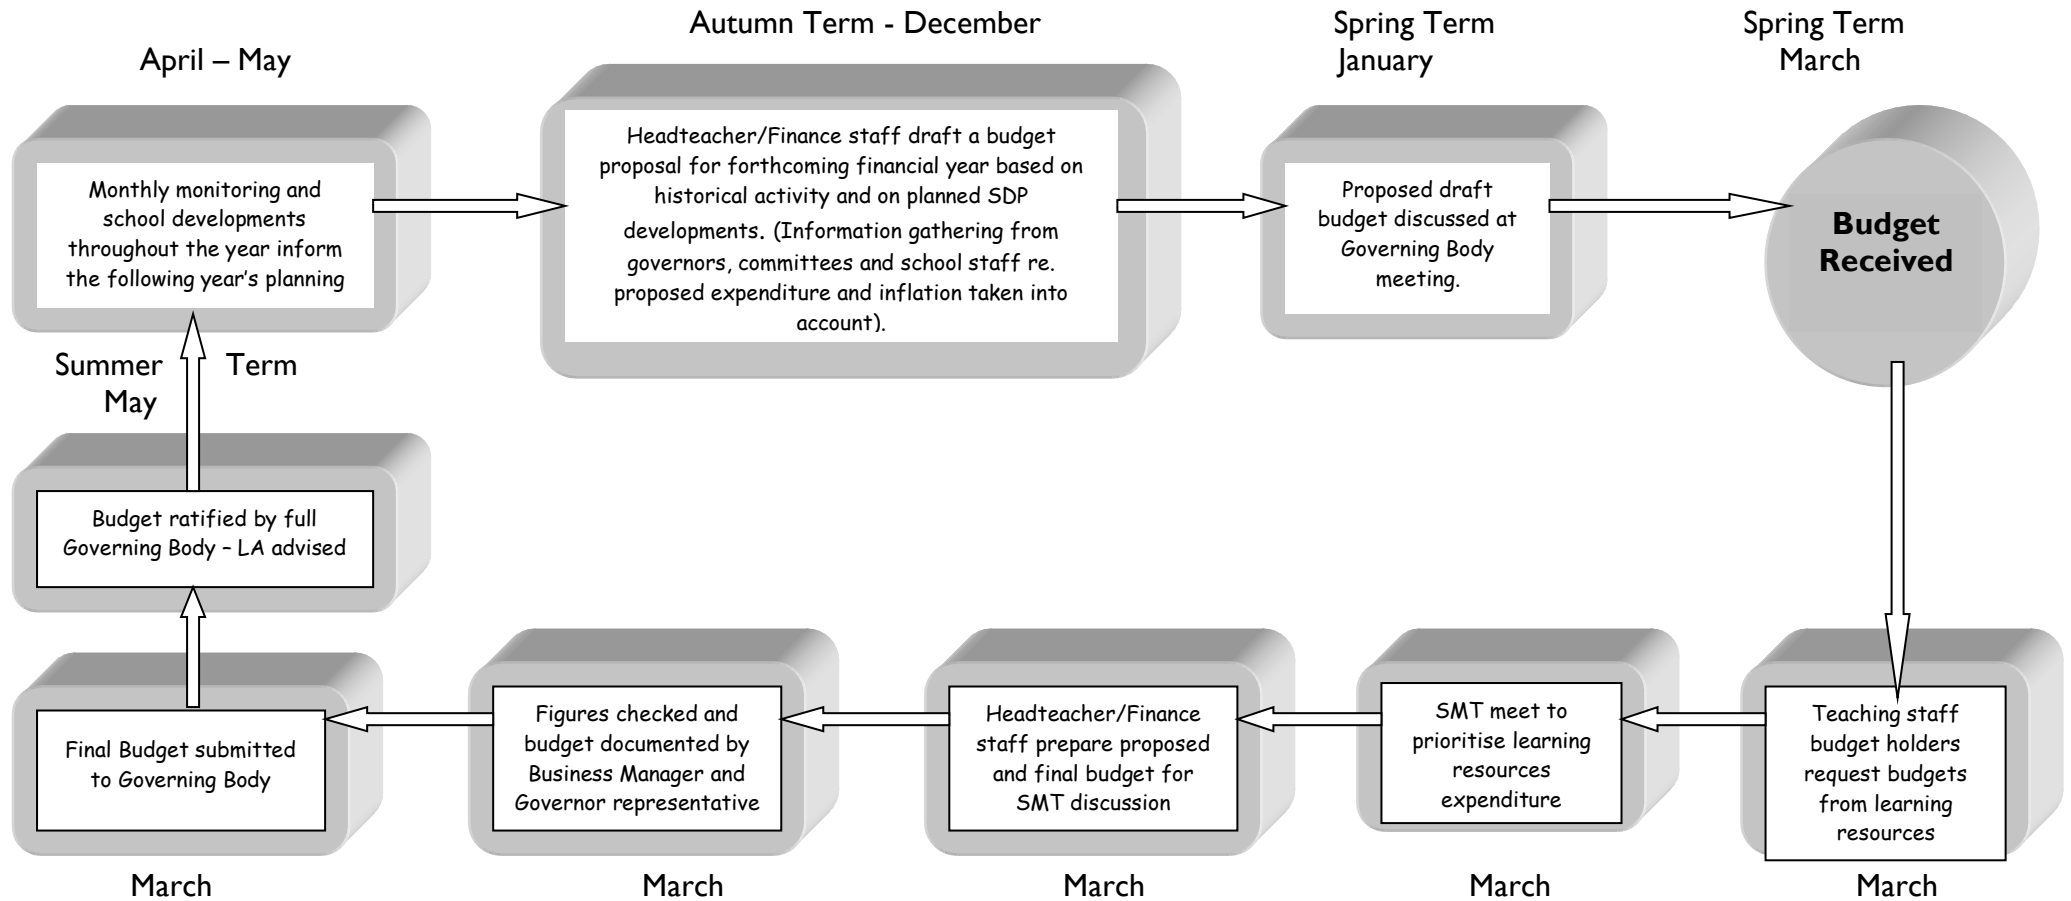 April – May
Autumn Term - December
Spring Term
January
Spring Term
March
Monthly monitoring and
school developments
throughout the year inform
the following year's planning
Headteacher/Finance staff draft a budget
proposal for forthcoming financial year based on
historical activity and on planned SDP
developments. (Information gathering from
governors, committees and school staff re.
proposed expenditure and inflation taken into
account).
Proposed draft
budget discussed at
Governing Body
meeting.
Budget
Received
Summer Term
May
Budget ratified by full
Governing Body – LA advised
Final Budget submitted
to Governing Body
Figures checked and
budget documented by
Business Manager and
Governor representative
Headteacher/Finance
staff prepare proposed
and final budget for
SMT discussion
SMT meet to
prioritise learning
resources
expenditure
Teaching staff
budget holders
request budgets
from learning
resources
March
March
March
March
March